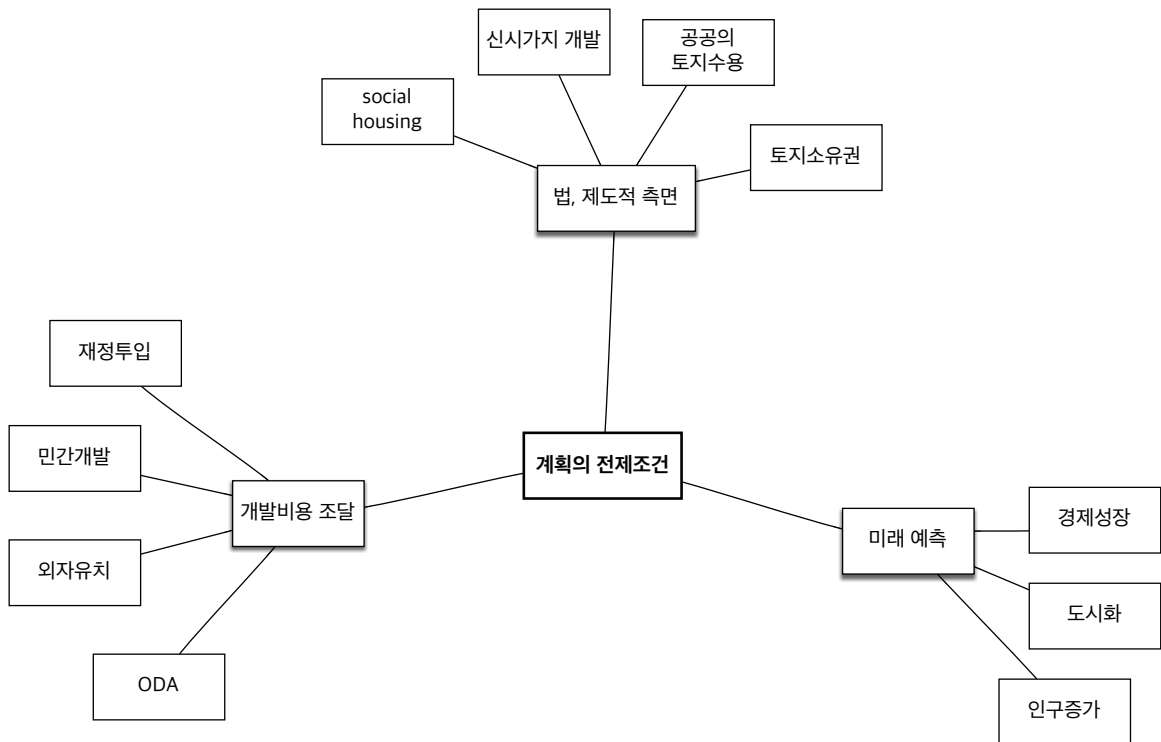 신시가지 개발
공공의
토지수용
social
housing
토지소유권
법, 제도적 측면
재정투입
민간개발
계획의 전제조건
개발비용 조달
미래 예측
경제성장
외자유치
도시화
ODA
인구증가